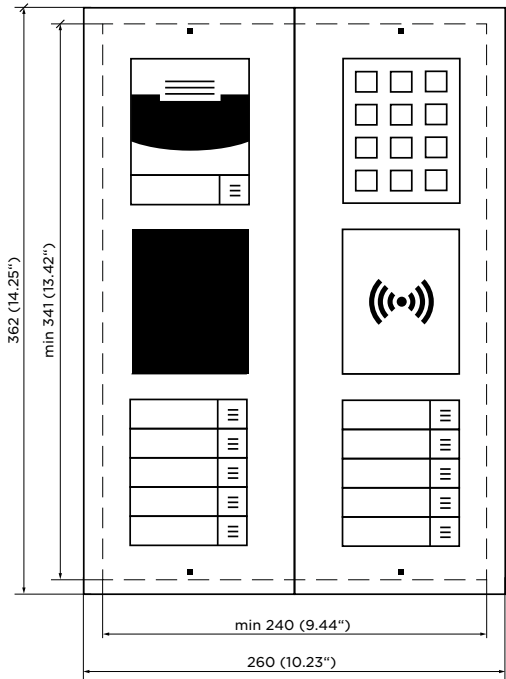 362 (14.25“)
min 341 (13.42“)
min 240 (9.44“)
260 (10.23“)